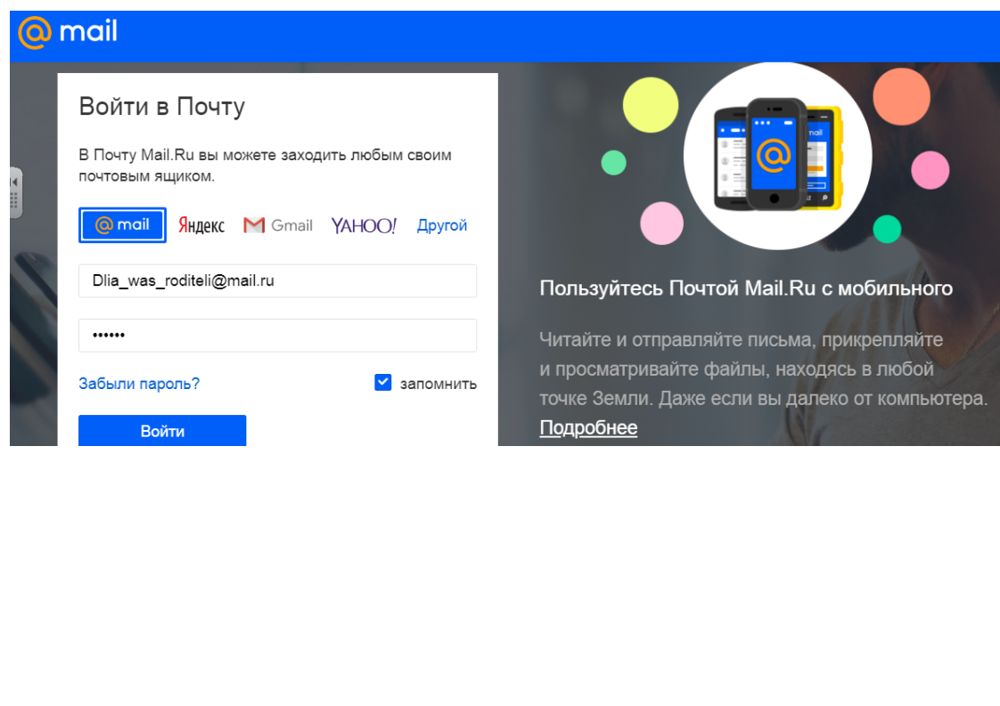 mail
Войти в Почту
В Почту Mail.Ru вы можете заходить любым своим
почтовым ящиком.
@mail Яндекс Gmail YAHOO! Другой
Dlia_was_roditeli@mail.ru
••••••
Забыли пароль? запомнить
Войти
mail
Пользуйтесь Почтой Mail.Ru с мобильного
Читайте и отправляйте письма, прикрепляйте
и просматривайте файлы, находясь в любой
точке Земли. Даже если вы далеко от компьютера.
Подробнее